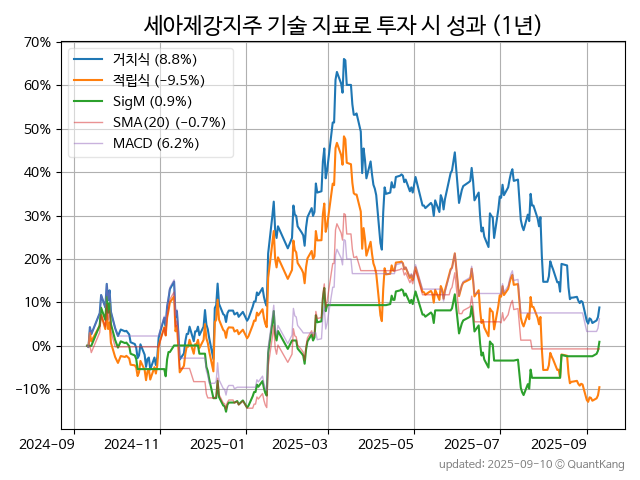 세아제강지주 기술 지표로 투자 시 성과 (1년)
70%
60%
50%
40%
30%
20%
10%
0%
−10%
거치식 (8.8%)
적립식 (−9.5%)
SigM (0.9%)
SMA(20) (−0.7%)
MACD (6.2%)
2024-09
2024-11
2025-01
2025-03
2025-05
2025-07
2025-09
updated: 2025-09-10 © QuantKang